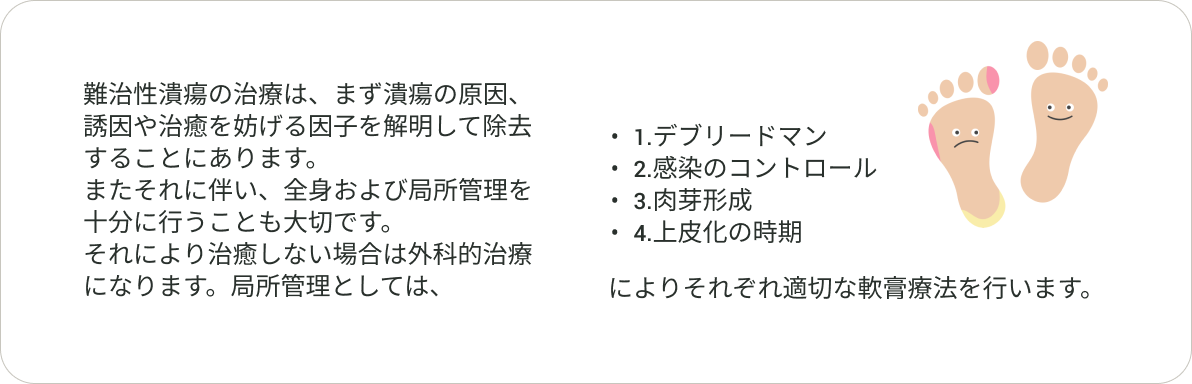 難治性潰瘍の治療は、まず潰瘍の原因、
誘因や治癒を妨げる因子を解明して除去
することにあります。
またそれに伴い、全身および局所管理を
十分に行うことも大切です。
それにより治癒しない場合は外科的治療
になります。局所管理としては、
• 1.デブリードマン
• 2.感染のコントロール
• 3.肉芽形成
• 4.上皮化の時期
によりそれぞれ適切な軟膏療法を行います。